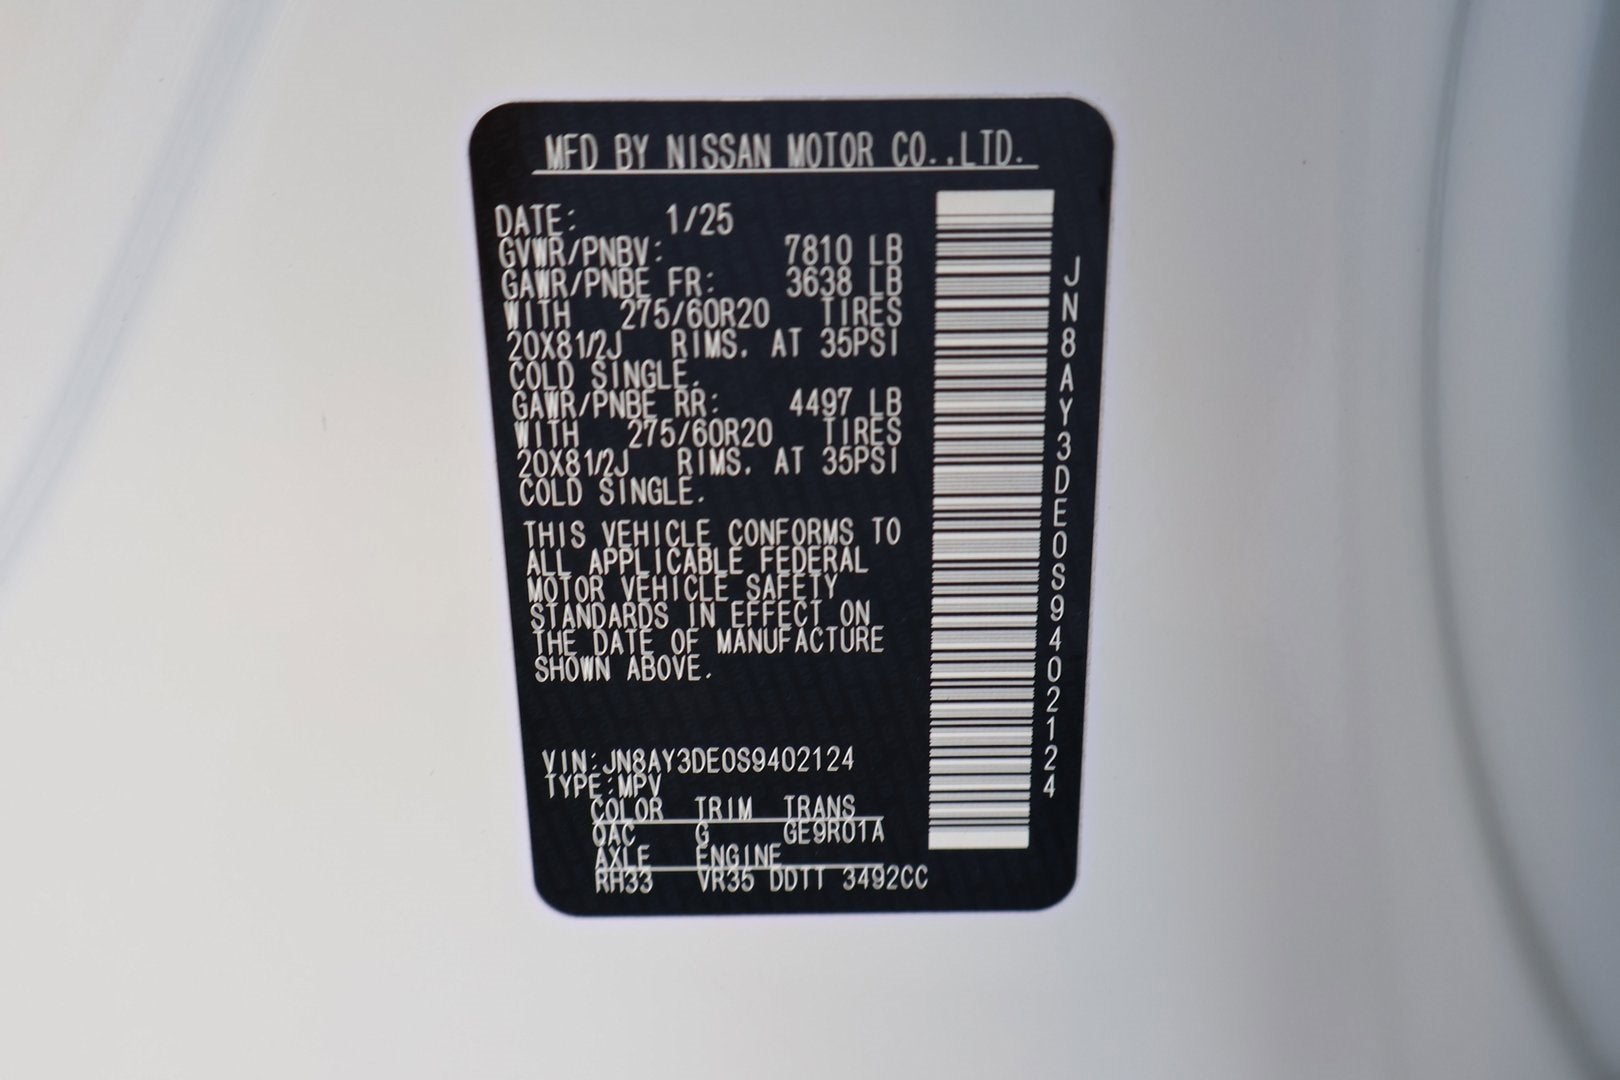 MFD BY NISSAN MOTOR CO.,LTD.
DATE: 1/25
GVWR/PNBV: 7810 LB
GAWR/PNBE FR: 3638 LB
WITH 275/60R20 TIRES
20X81/2J RIMS. AT 35PSI
COLD SINGLE.
GAWR/PNBE RR: 4497 LB
WITH 275/60R20 TIRES
20X81/2J RIMS. AT 35PSI
COLD SINGLE.
THIS VEHICLE CONFORMS TO
ALL APPLICABLE FEDERAL
MOTOR VEHICLE SAFETY
STANDARDS IN EFFECT ON
THE DATE OF MANUFACTURE
SHOWN ABOVE.
VIN:JN8AY3DE0S9402124
TYPE:MPV
COLOR TRIM TRANS
QAC G GE9R01A
AXLE ENGINE
RH33 VR35 DDTT 3492CC
JN8AY3DE0S9402124